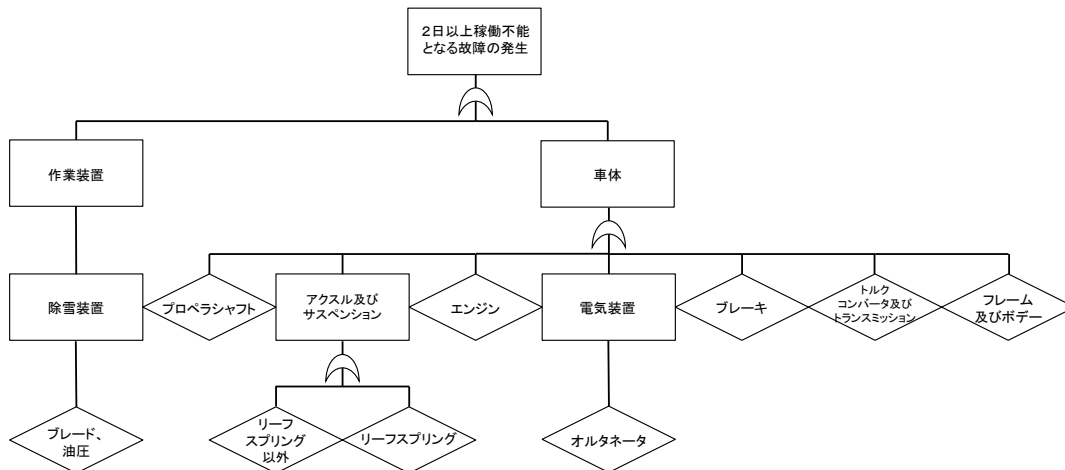 ２日以上稼働不能
となる故障の発生
作業装置
車体
除雪装置
プロペラシャフト
アクスル及び
サスペンション
エンジン
電気装置
ブレーキ
トルク
コンバータ及び
トランスミッション
フレーム
及びボデー
ブレード、
油圧
リーフ
スプリング
以外
リーフスプリング
オルタネータ